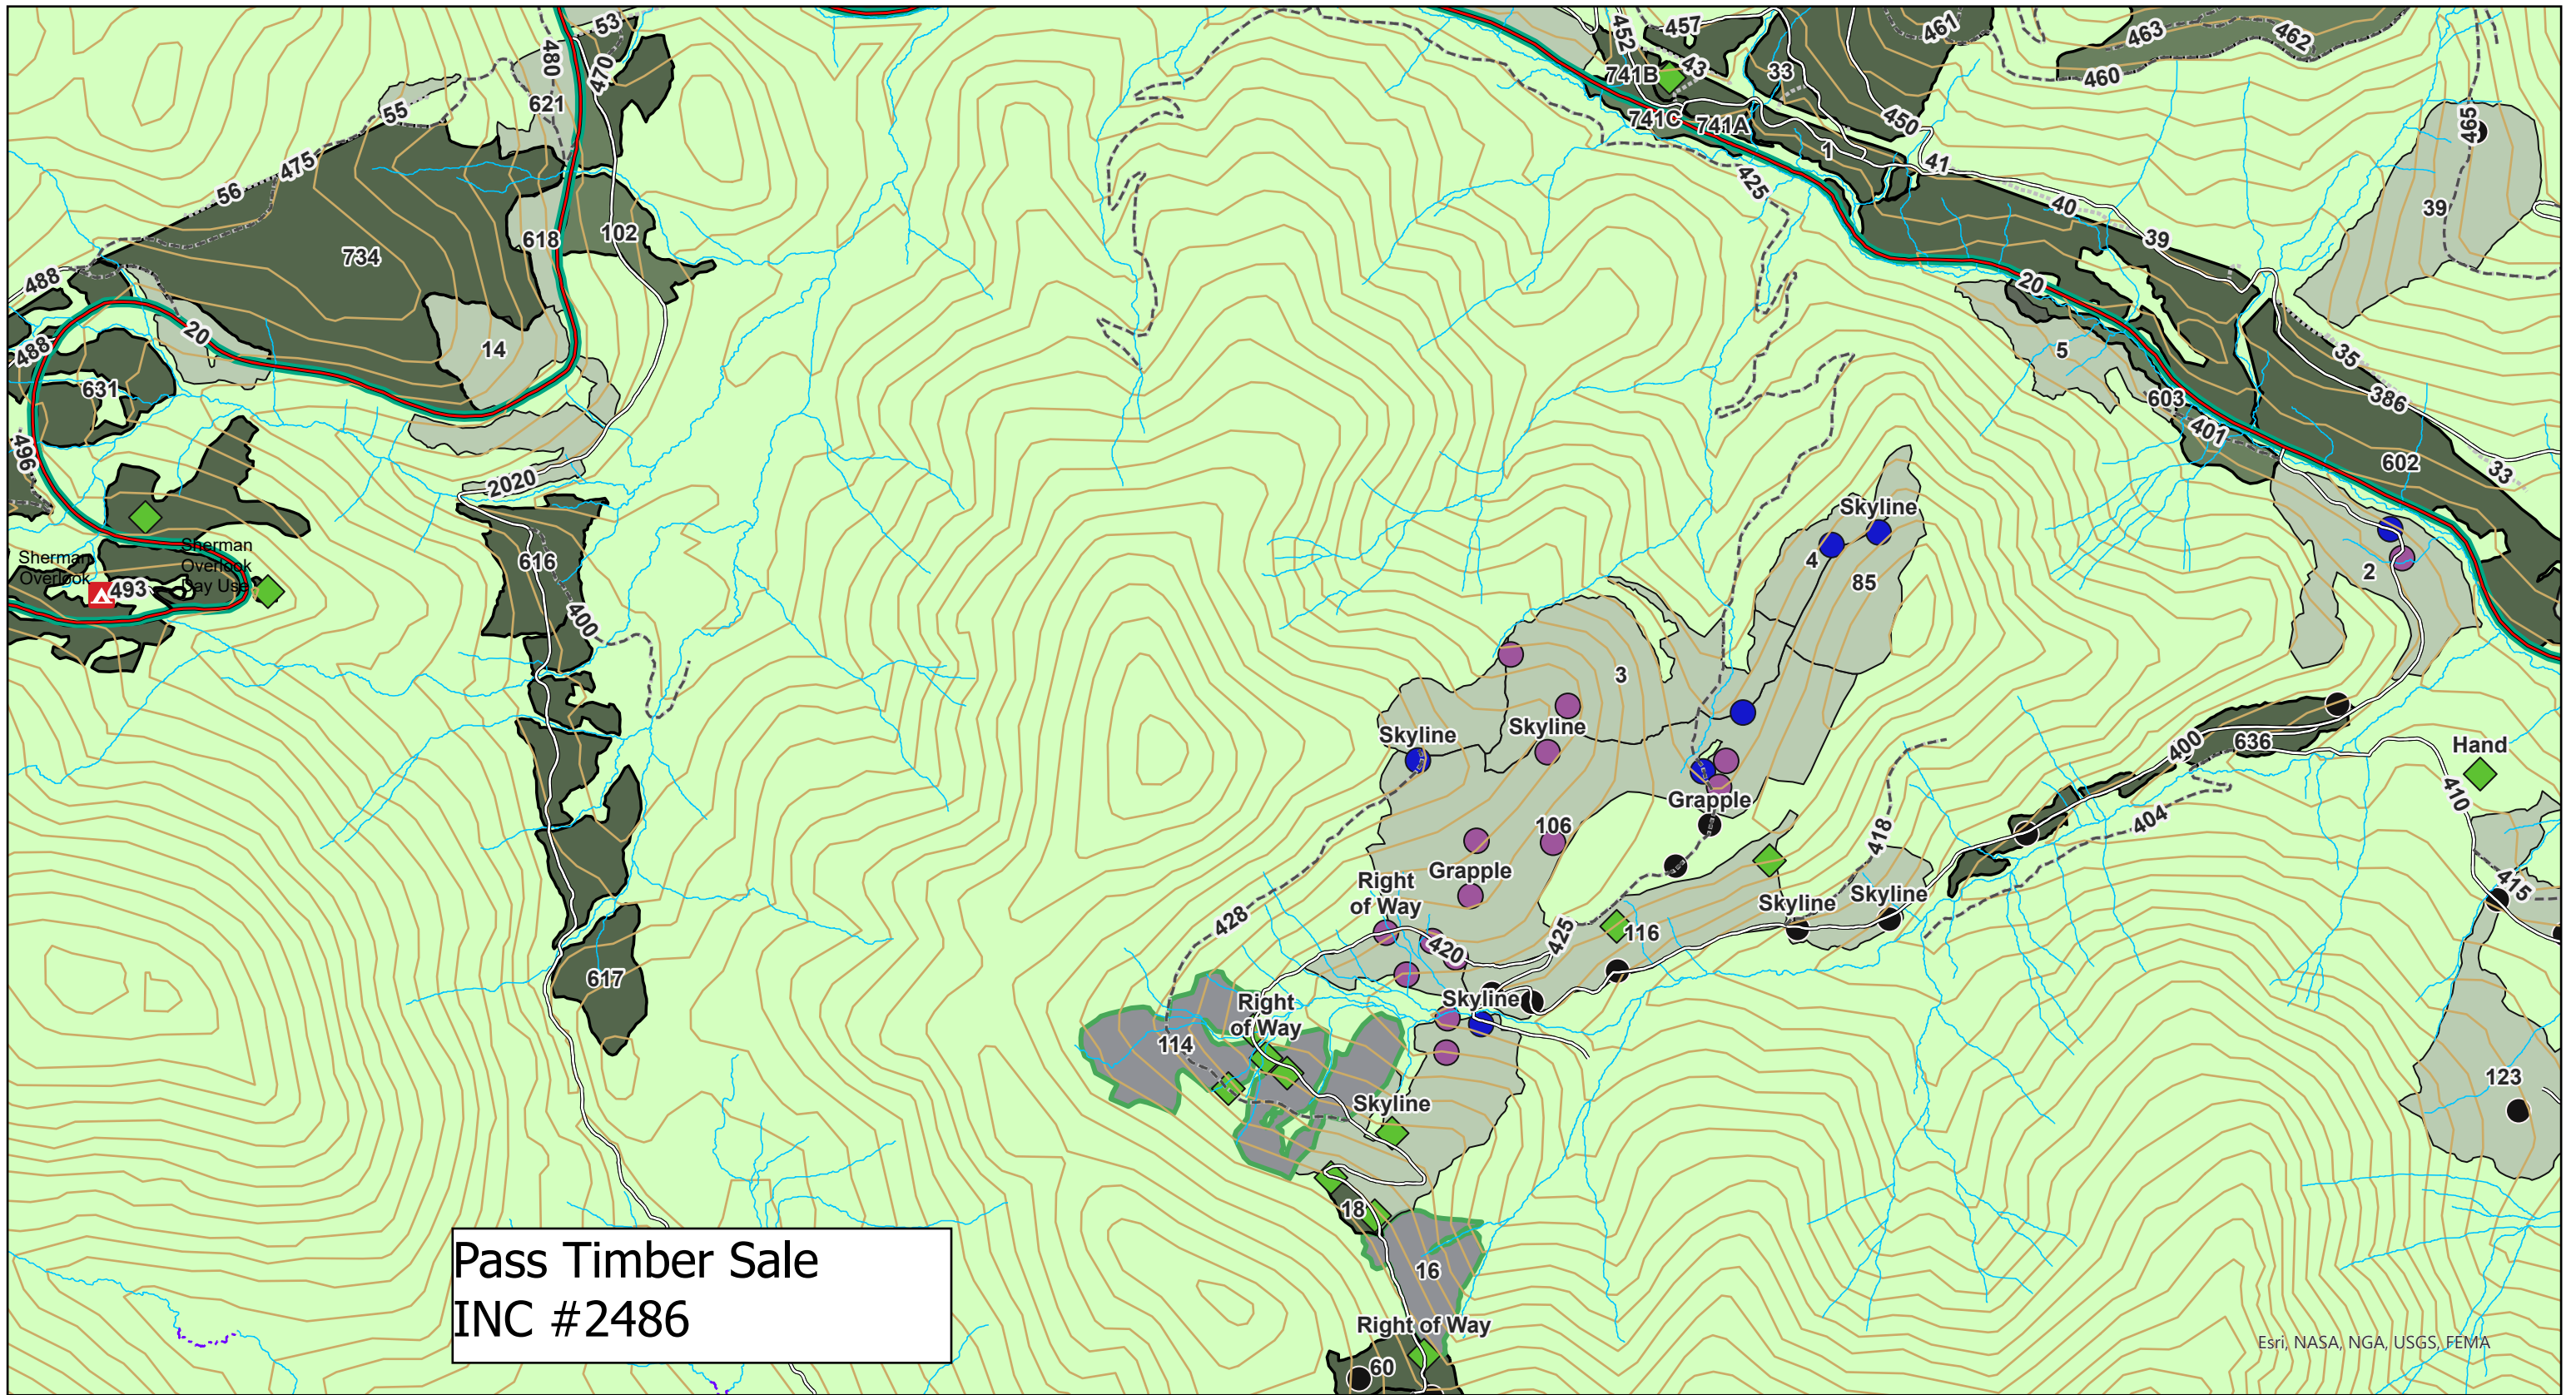 53
480
470
621
55
475
56
734
618
102
488
20
488
14
631
496
2020
Sherman
Overlook
493
Sherman
Overlook
Day Use
616
400
617
452
457
43
33
461
463
462
460
741B
741C
741A
450
1
41
425
465
39
40
39
20
5
35
386
603
401
602
33
2
Skyline
4
85
3
Skyline
Skyline
Grapple
106
Grapple
Right
of Way
428
420
425
116
Skyline
Skyline
418
400
636
404
Hand
410
415
123
Skyline
Right
of Way
114
Skyline
18
16
Right of Way
60
Pass Timber Sale
INC #2486
Esri, NASA, NGA, USGS, FEMA